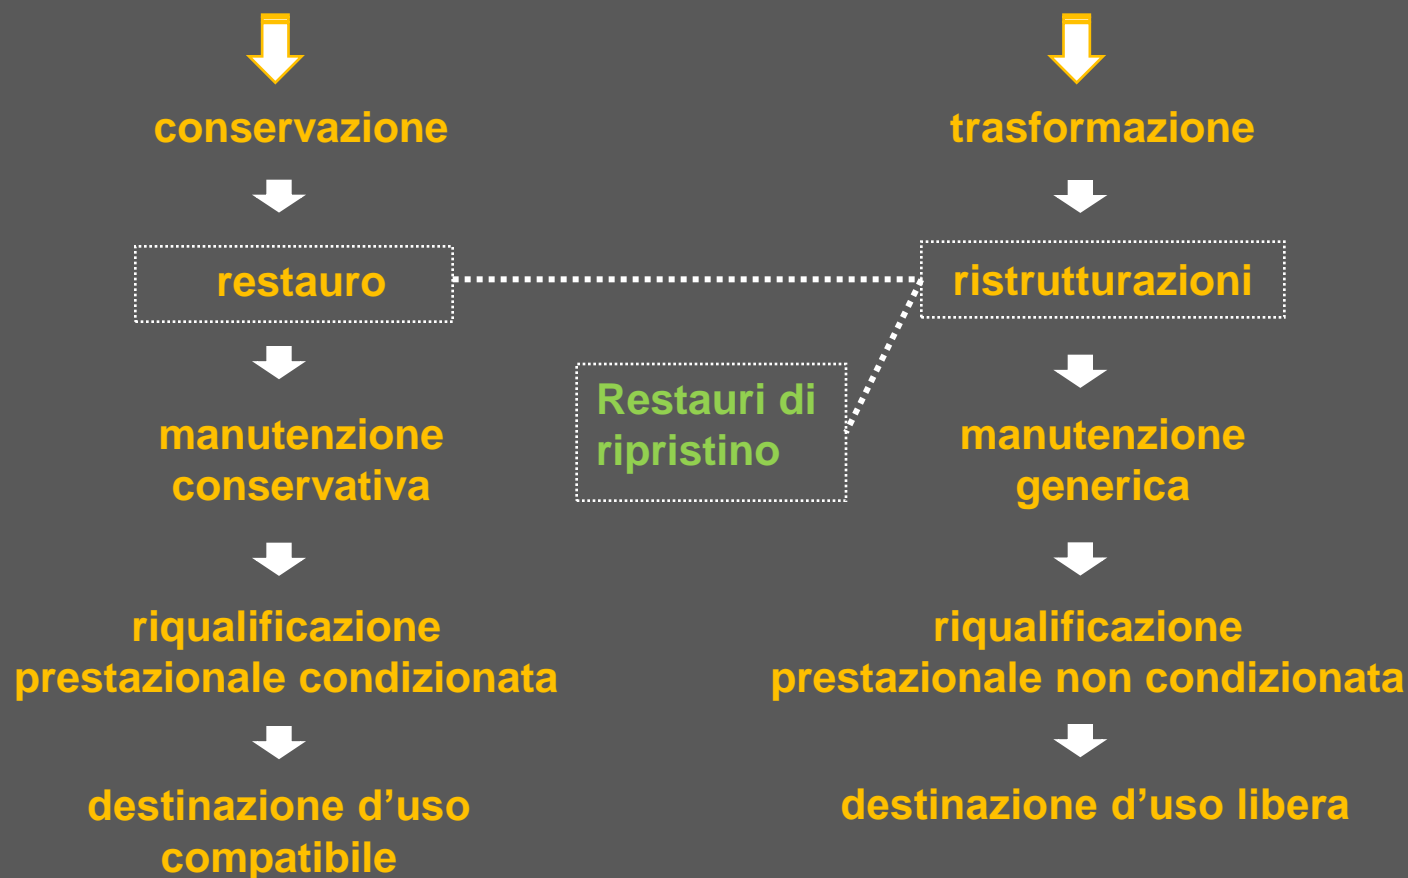 conservazione
trasformazione
restauro
ristrutturazioni
Restauri di
ripristino
manutenzione
conservativa
manutenzione
generica
riqualificazione
prestazionale condizionata
riqualificazione
prestazionale non condizionata
destinazione d’uso
compatibile
destinazione d’uso libera